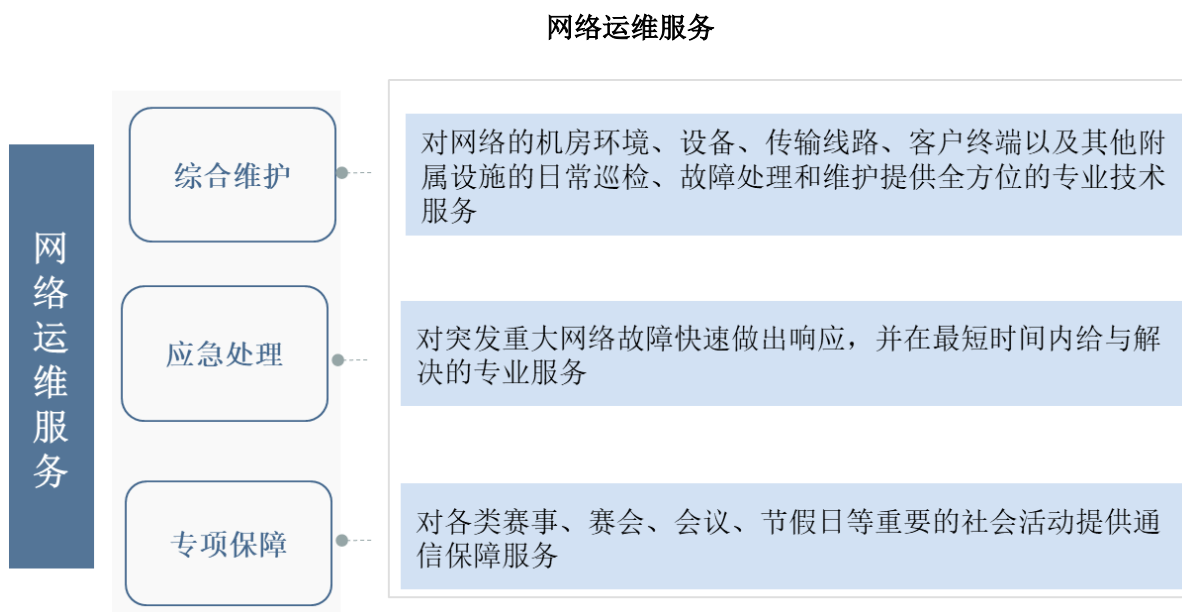 网络运维服务
网络运维服务
综合维护
对网络的机房环境、设备、传输线路、客户终端以及其他附
属设施的日常巡检、故障处理和维护提供全方位的专业技术
服务
应急处理
对突发重大网络故障快速做出响应，并在最短时间内给与解
决的专业服务
专项保障
对各类赛事、赛会、会议、节假日等重要的社会活动提供通
信保障服务